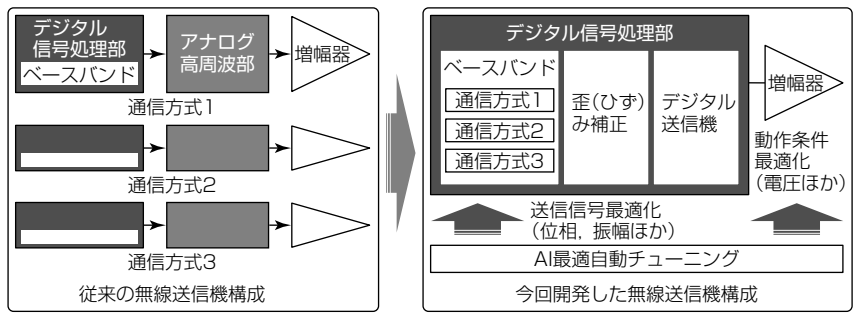 デジタル
信号処理部
ベースバンド
アナログ
高周波部
増幅器
通信方式1
通信方式2
通信方式3
従来の無線送信機構成
デジタル信号処理部
ベースバンド
通信方式1
通信方式2
通信方式3
歪(ひず)
み補正
デジタル
送信機
増幅器
動作条件
最適化
(電圧ほか)
送信信号最適化
(位相，振幅ほか)
AI最適自動チューニング
今回開発した無線送信機構成